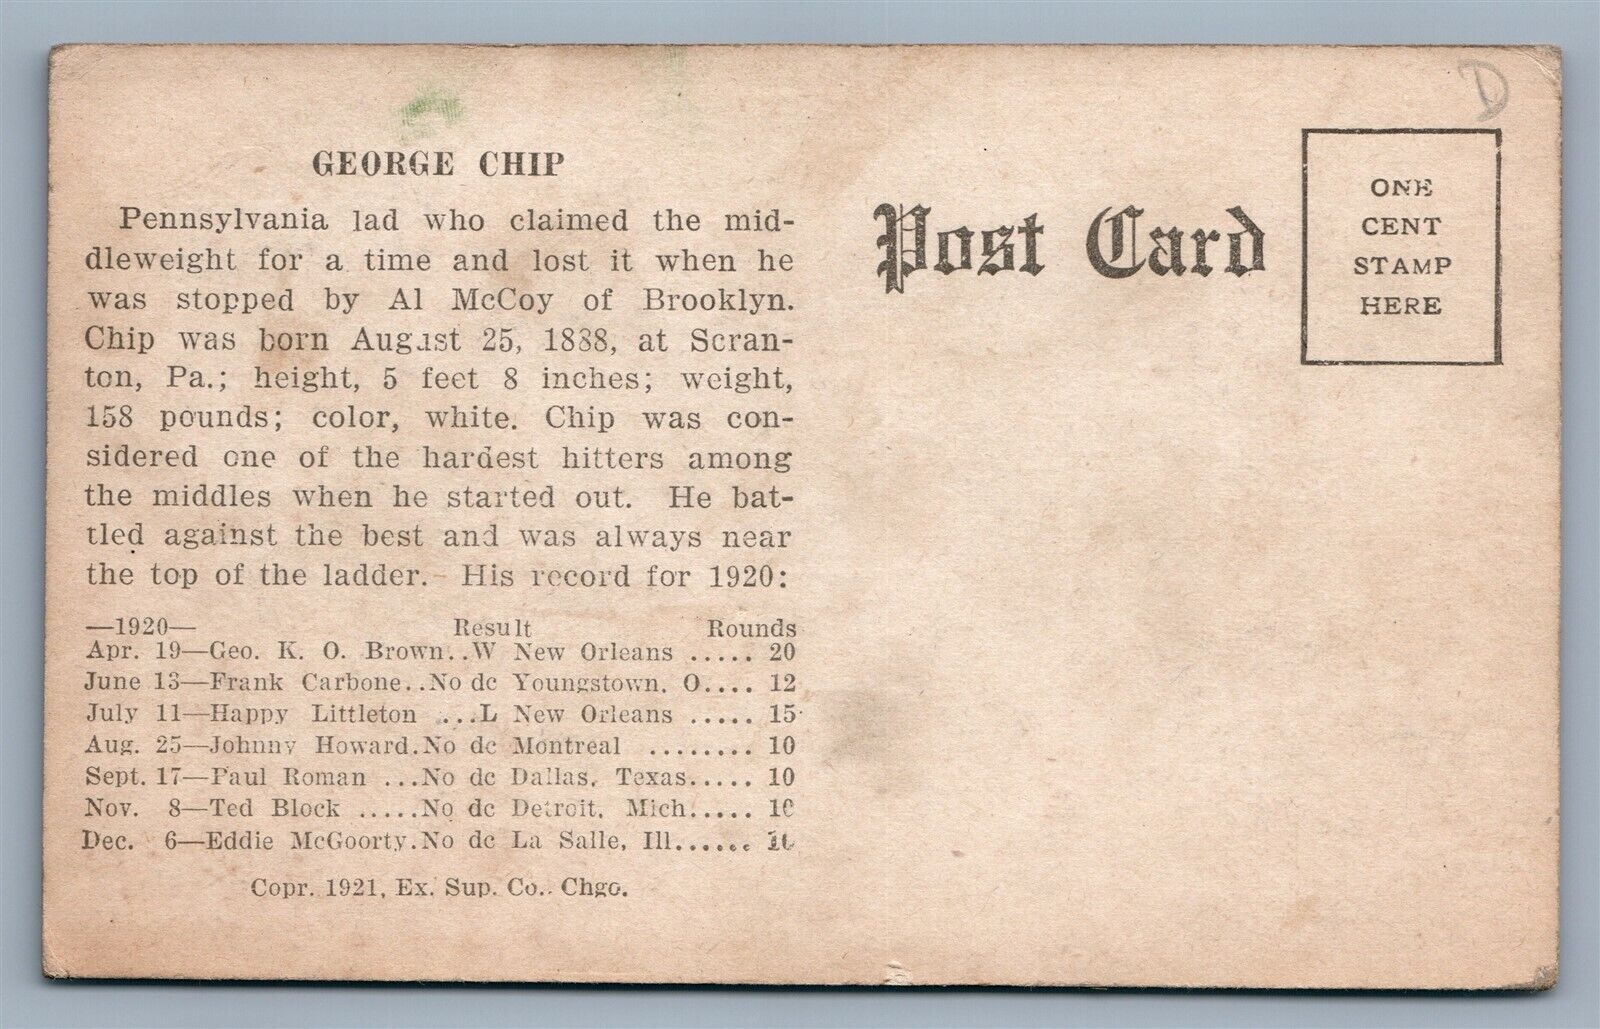 D
GEORGE CHIP
Pennsylvania lad who claimed the mid-
dleweight for a time and lost it when he
was stopped by Al McCoy of Brooklyn.
Chip was born August 25, 1888, at Scran-
ton, Pa.; height, 5 feet 8 inches; weight,
158 pounds; color, white. Chip was con-
sidered one of the hardest hitters among
the middles when he started out. He bat-
tled against the best and was always near
the top of the ladder. His record for 1920:
—1920— Result Rounds
Apr. 19—Geo. K. O. Brown..W New Orleans ..... 20
June 13—Frank Carbone..No dc Youngstown, O.... 12
July 11—Happy Littleton ...L New Orleans ..... 15
Aug. 25—Johnny Howard.No dc Montreal ........ 10
Sept. 17—Paul Roman ...No dc Dallas, Texas..... 10
Nov. 8—Ted Block .....No dc Detroit, Mich..... 10
Dec. 6—Eddie McGoorty.No dc La Salle, Ill...... 10
Copr. 1921, Ex. Sup. Co., Chgo.
Post Card
ONE
CENT
STAMP
HERE